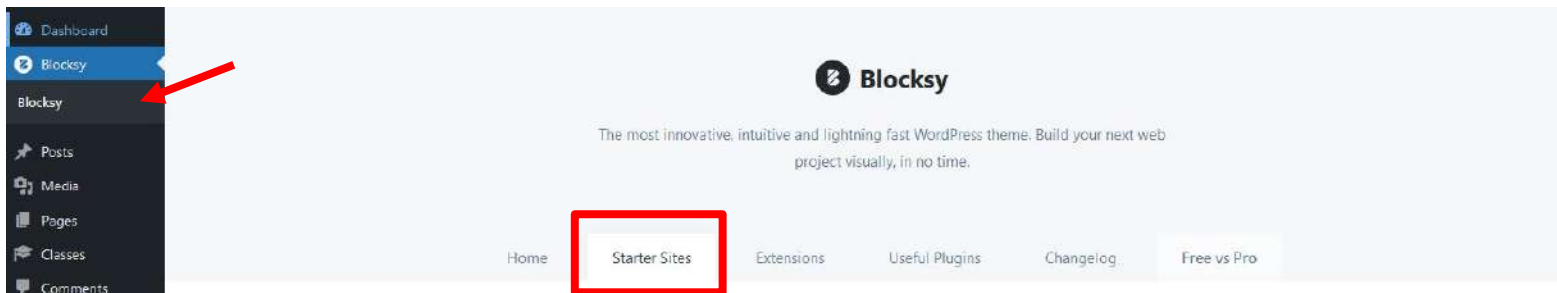 Dashboard
Blocksy
Blocksy
Posts
Media
Pages
Classes
Comments
Blocksy
The most innovative, intuitive and lightning fast WordPress theme. Build your next web
project visually, in no time.
Home Starter Sites Extensions Useful Plugins Changelog Free vs Pro